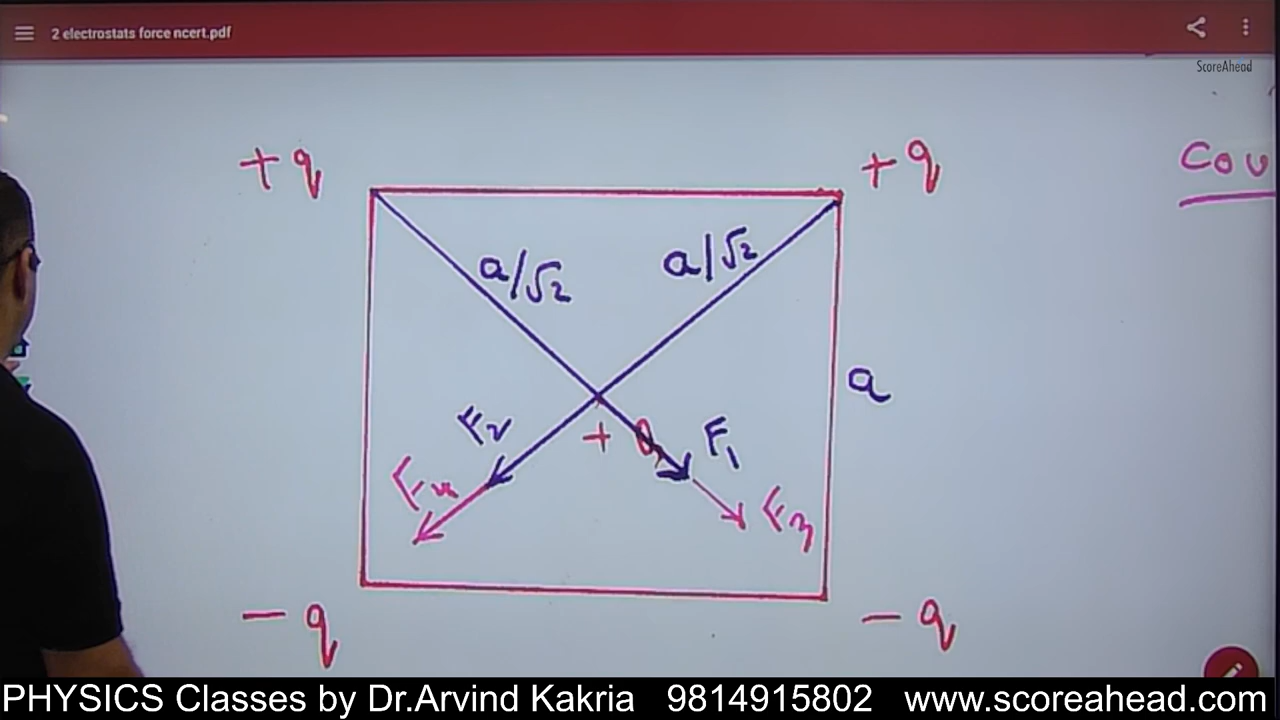 2 electrostats force ncert.pdf
ScoreAhead
+q
+q
Cou
a/√2
a/√2
a
F2
+ Q
F1
F4
F3
-q
-q
PHYSICS Classes by Dr.Arvind Kakria 9814915802 www.scoreahead.com